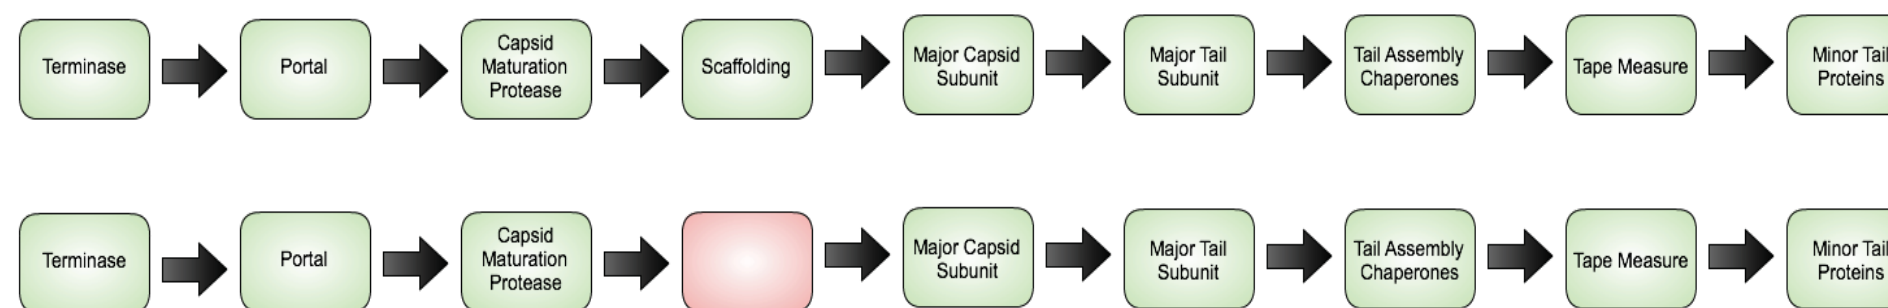 Terminase
Portal
Capsid
Maturation
Protease
Scaffolding
Major Capsid
Subunit
Major Tail
Subunit
Tail Assembly
Chaperones
Tape Measure
Minor Tail
Proteins
Terminase
Portal
Capsid
Maturation
Protease
Major Capsid
Subunit
Major Tail
Subunit
Tail Assembly
Chaperones
Tape Measure
Minor Tail
Proteins